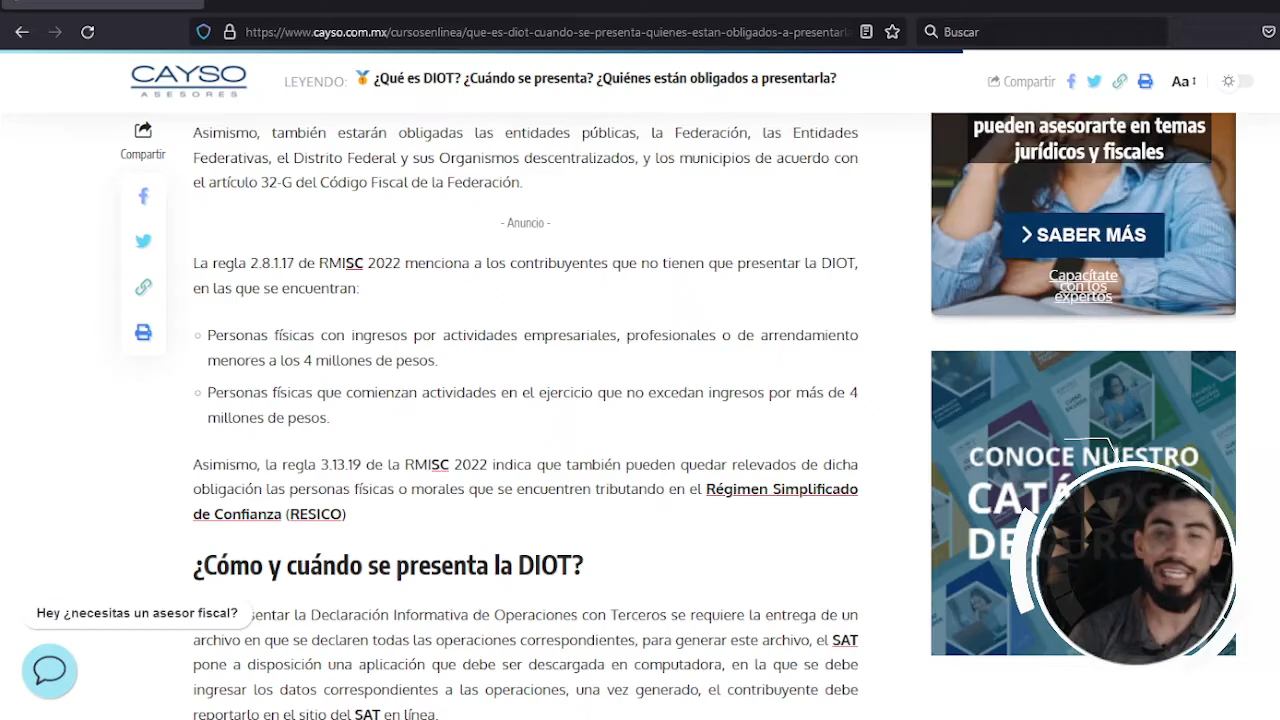 https://www.cayso.com.mx/cursosenlinea/que-es-diot-cuando-se-presenta-quienes-estan-obligados-a-presentarla
Buscar
CAYSO
ASESORES
LEYENDO: ¿Qué es DIOT? ¿Cuándo se presenta? ¿Quiénes están obligados a presentarla?
Compartir
Aa
Compartir
Asimismo, también estarán obligadas las entidades públicas, la Federación, las Entidades
Federativas, el Distrito Federal y sus Organismos descentralizados, y los municipios de acuerdo con
el artículo 32-G del Código Fiscal de la Federación.
- Anuncio -
La regla 2.8.1.17 de RMISC 2022 menciona a los contribuyentes que no tienen que presentar la DIOT,
en las que se encuentran:
Personas físicas con ingresos por actividades empresariales, profesionales o de arrendamiento
menores a los 4 millones de pesos.
Personas físicas que comienzan actividades en el ejercicio que no excedan ingresos por más de 4
millones de pesos.
Asimismo, la regla 3.13.19 de la RMISC 2022 indica que también pueden quedar relevados de dicha
obligación las personas físicas o morales que se encuentren tributando en el Régimen Simplificado
de Confianza (RESICO)
¿Cómo y cuándo se presenta la DIOT?
sentar la Declaración Informativa de Operaciones con Terceros se requiere la entrega de un
archivo en que se declaren todas las operaciones correspondientes, para generar este archivo, el SAT
pone a disposición una aplicación que debe ser descargada en computadora, en la que se debe
ingresar los datos correspondientes a las operaciones, una vez generado, el contribuyente debe
reportarlo en el sitio del SAT en línea.
Hey ¿necesitas un asesor fiscal?
pueden asesorarte en temas
jurídicos y fiscales
SABER MÁS
Capacítate
con los
expertos
CONOCE NUESTRO